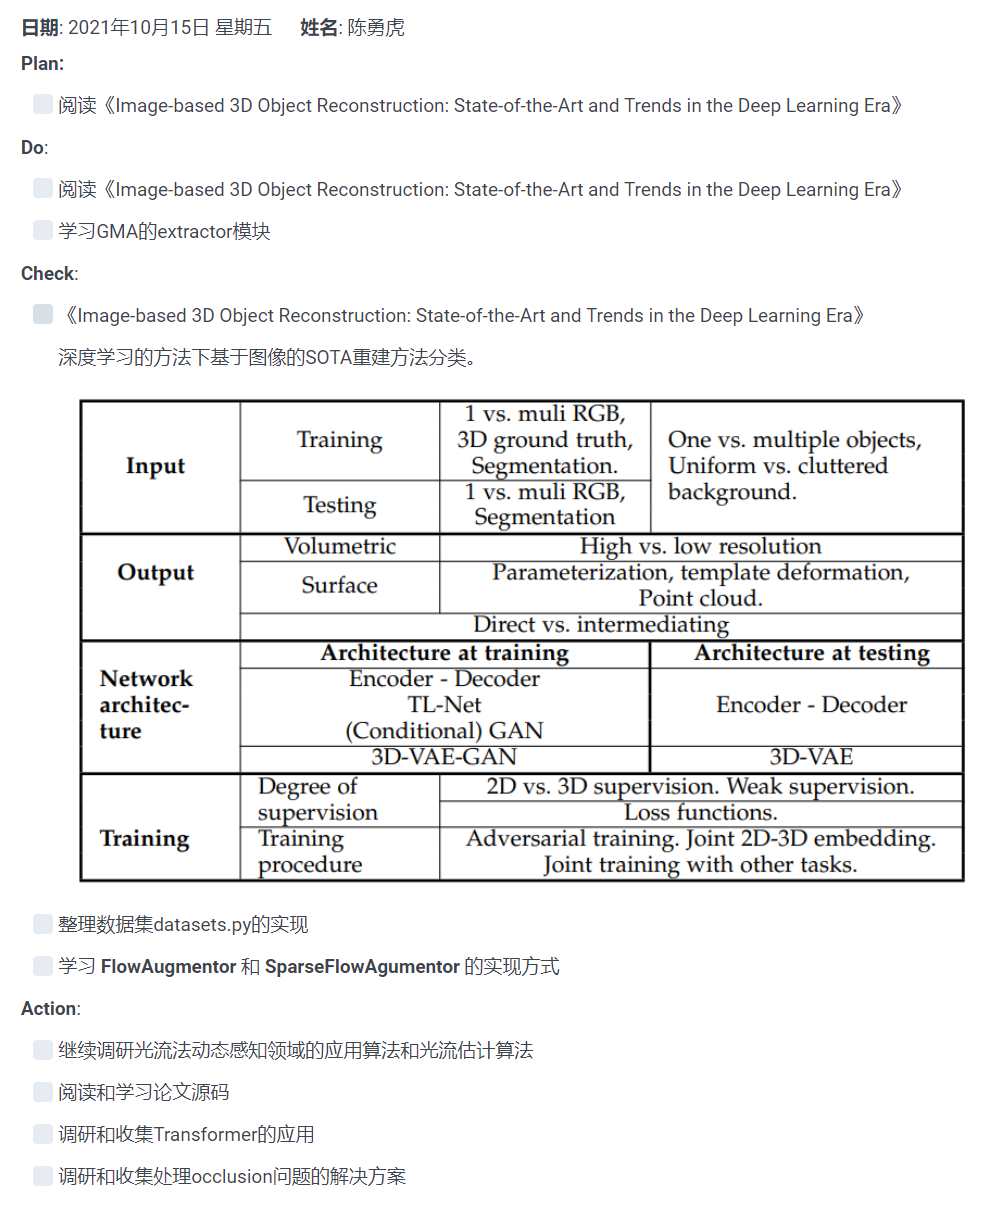 日期: 2021年10月15日 星期五 姓名: 陈勇虎
Plan:
阅读《Image-based 3D Object Reconstruction: State-of-the-Art and Trends in the Deep Learning Era》
Do:
阅读《Image-based 3D Object Reconstruction: State-of-the-Art and Trends in the Deep Learning Era》
学习GMA的extractor模块
Check:
《Image-based 3D Object Reconstruction: State-of-the-Art and Trends in the Deep Learning Era》
深度学习的方法下基于图像的SOTA重建方法分类。
Input
Training
1 vs. muli RGB,
3D ground truth,
Segmentation.
One vs. multiple objects,
Uniform vs. cluttered
background.
Testing
1 vs. muli RGB,
Segmentation
Output
Volumetric
High vs. low resolution
Surface
Parameterization, template deformation,
Point cloud.
Direct vs. intermediating
Network
architec-
ture
Architecture at training
Architecture at testing
Encoder - Decoder
TL-Net
(Conditional) GAN
Encoder - Decoder
3D-VAE-GAN
3D-VAE
Training
Degree of
supervision
2D vs. 3D supervision. Weak supervision.
Loss functions.
Training
procedure
Adversarial training. Joint 2D-3D embedding.
Joint training with other tasks.
整理数据集datasets.py的实现
学习 FlowAugmentor 和 SparseFlowAgumentor 的实现方式
Action:
继续调研光流法动态感知领域的应用算法和光流估计算法
阅读和学习论文源码
调研和收集Transformer的应用
调研和收集处理occlusion问题的解决方案